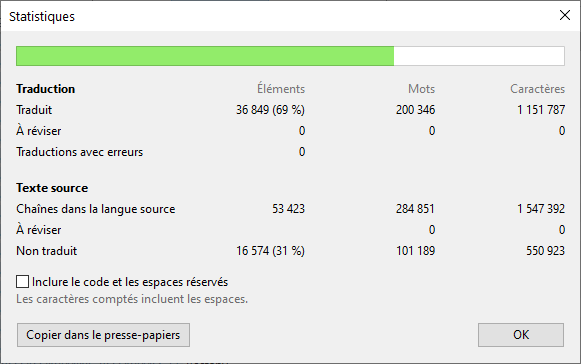 Statistiques
Traduction Éléments Mots Caractères
Traduit 36 849 (69 %) 200 346 1 151 787
À réviser 0 0 0
Traductions avec erreurs 0
Texte source
Chaînes dans la langue source 53 423 284 851 1 547 392
À réviser 0 0
Non traduit 16 574 (31 %) 101 189 550 923
Inclure le code et les espaces réservés
Les caractères comptés incluent les espaces.
Copier dans le presse-papiers OK